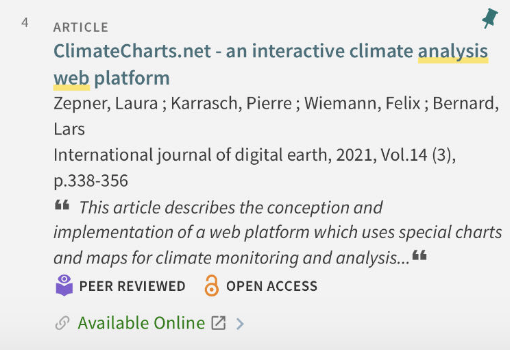 4
ARTICLE
ClimateCharts.net - an interactive climate analysis
web platform
Zepner, Laura ; Karrasch, Pierre ; Wiemann, Felix ; Bernard,
Lars
International journal of digital earth, 2021, Vol.14 (3),
p.338-356
❝ This article describes the conception and
implementation of a web platform which uses special charts
and maps for climate monitoring and analysis...❝
PEER REVIEWED OPEN ACCESS
Available Online